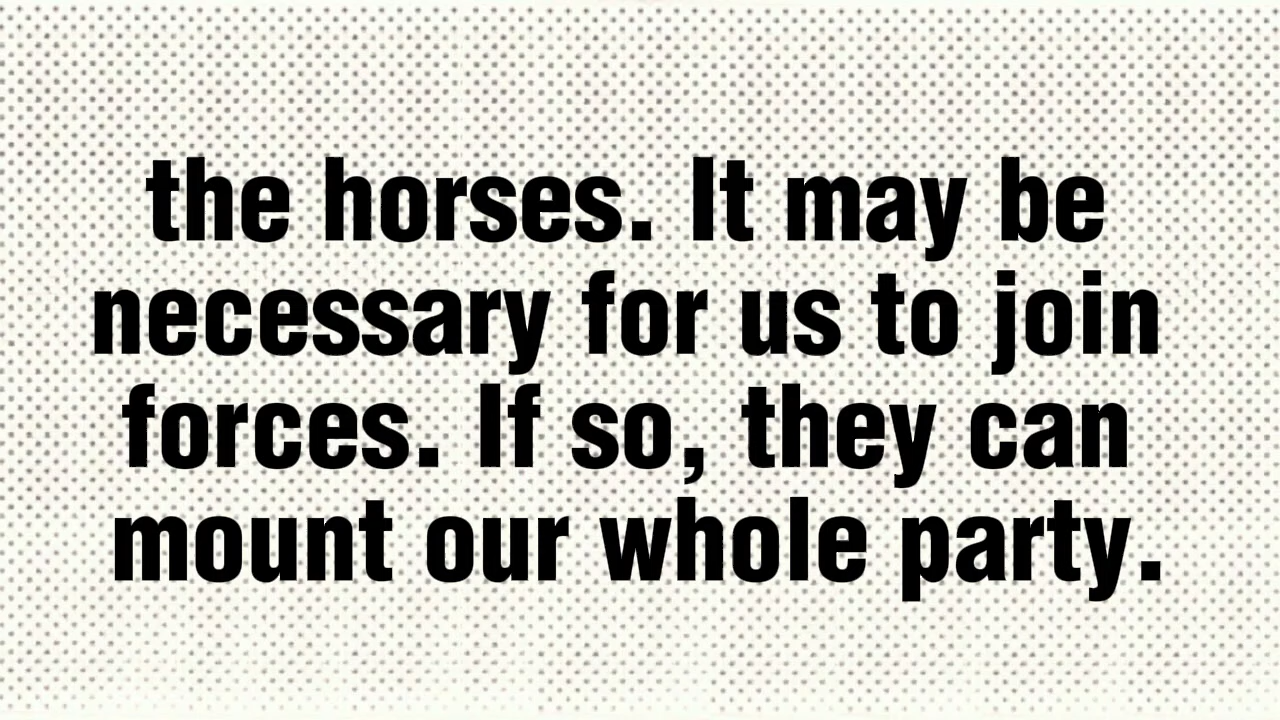 the horses. It may be
necessary for us to join
forces. If so, they can
mount our whole party.